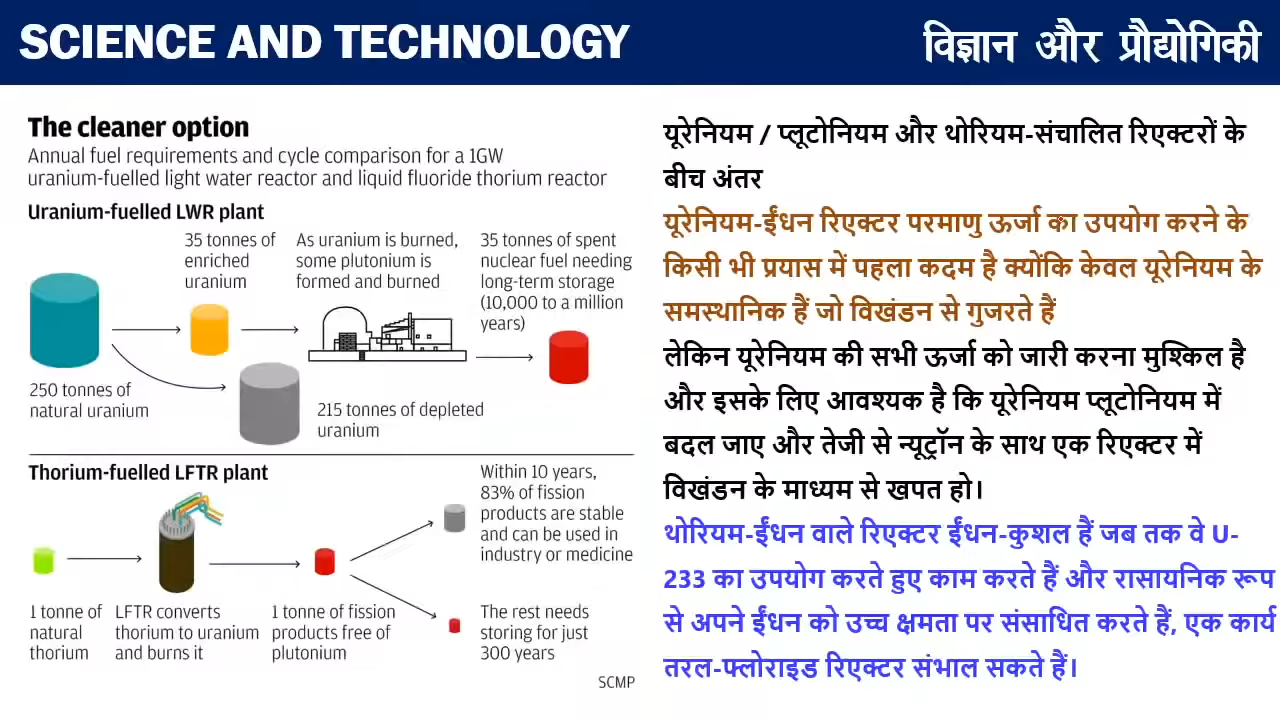 SCIENCE AND TECHNOLOGY
विज्ञान और प्रौद्योगिकी
The cleaner option
Annual fuel requirements and cycle comparison for a 1GW
uranium-fuelled light water reactor and liquid fluoride thorium reactor
Uranium-fuelled LWR plant
35 tonnes of
enriched
uranium
As uranium is burned,
some plutonium is
formed and burned
35 tonnes of spent
nuclear fuel needing
long-term storage
(10,000 to a million
years)
250 tonnes of
natural uranium
215 tonnes of depleted
uranium
Thorium-fuelled LFTR plant
Within 10 years,
83% of fission
products are stable
and can be used in
industry or medicine
1 tonne of
natural
thorium
LFTR converts
thorium to uranium
and burns it
1 tonne of fission
products free of
plutonium
The rest needs
storing for just
300 years
SCMP
यूरेनियम / प्लूटोनियम और थोरियम-संचालित रिएक्टरों के
बीच अंतर
यूरेनियम-ईंधन रिएक्टर परमाणु ऊर्जा का उपयोग करने के
किसी भी प्रयास में पहला कदम है क्योंकि केवल यूरेनियम के
समस्थानिक हैं जो विखंडन से गुजरते हैं
लेकिन यूरेनियम की सभी ऊर्जा को जारी करना मुश्किल है
और इसके लिए आवश्यक है कि यूरेनियम प्लूटोनियम में
बदल जाए और तेजी से न्यूट्रॉन के साथ एक रिएक्टर में
विखंडन के माध्यम से खपत हो।
थोरियम-ईंधन वाले रिएक्टर ईंधन-कुशल हैं जब तक वे U-
233 का उपयोग करते हुए काम करते हैं और रासायनिक रूप
से अपने ईंधन को उच्च क्षमता पर संसाधित करते हैं, एक कार्य
तरल-फ्लोराइड रिएक्टर संभाल सकते हैं।